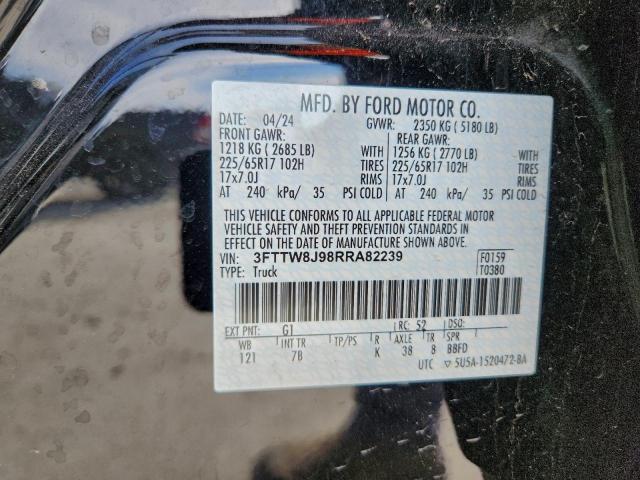 MFD. BY FORD MOTOR CO.
DATE: 04/24 GVWR: 2350 KG ( 5180 LB)
FRONT GAWR: REAR GAWR:
1218 KG ( 2685 LB) WITH 1256 KG ( 2770 LB) WITH
225/65R17 102H TIRES 225/65R17 102H TIRES
17x7.0J RIMS 17x7.0J RIMS
AT 240 kPa/ 35 PSI COLD AT 240 kPa/ 35 PSI COLD
THIS VEHICLE CONFORMS TO ALL APPLICABLE FEDERAL MOTOR
VEHICLE SAFETY AND THEFT PREVENTION STANDARDS IN
EFFECT ON THE DATE OF MANUFACTURE SHOWN ABOVE.
VIN: 3FTTW8J98RRA82239 F0159
TYPE: Truck T0380
EXT PNT: G1 RC: 52 DSO:
WB INT TR TP/PS R AXLE TR SPR
121 7B K 38 8 BBFD
UTC ▽ 5U5A-1520472-BA